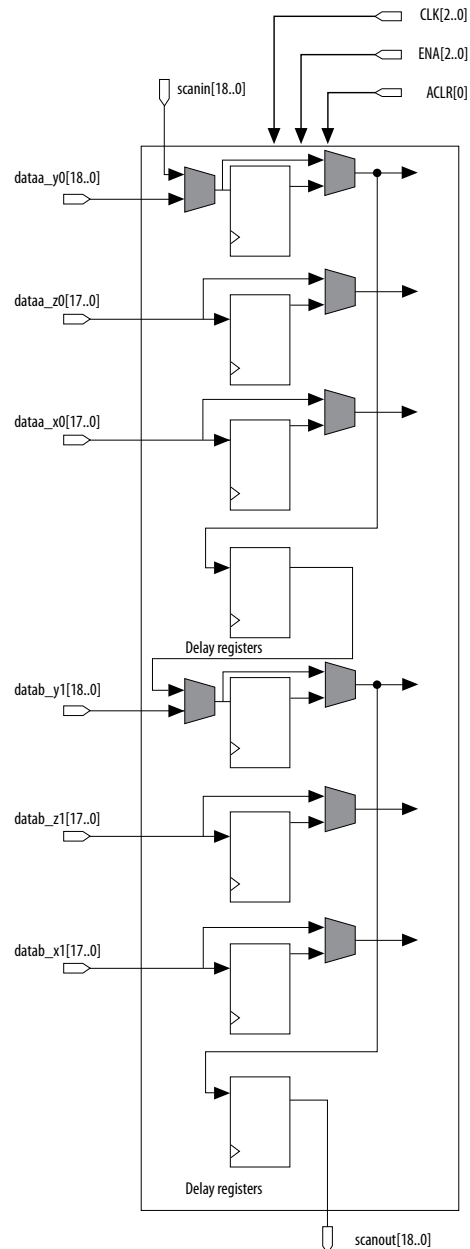 CLK[2..0]
ENA[2..0]
scanin[18..0]
ACLR[0]
dataa_y0[18..0]
dataa_z0[17..0]
dataa_x0[17..0]
Delay registers
datab_y1[18..0]
datab_z1[17..0]
datab_x1[17..0]
Delay registers
scanout[18..0]